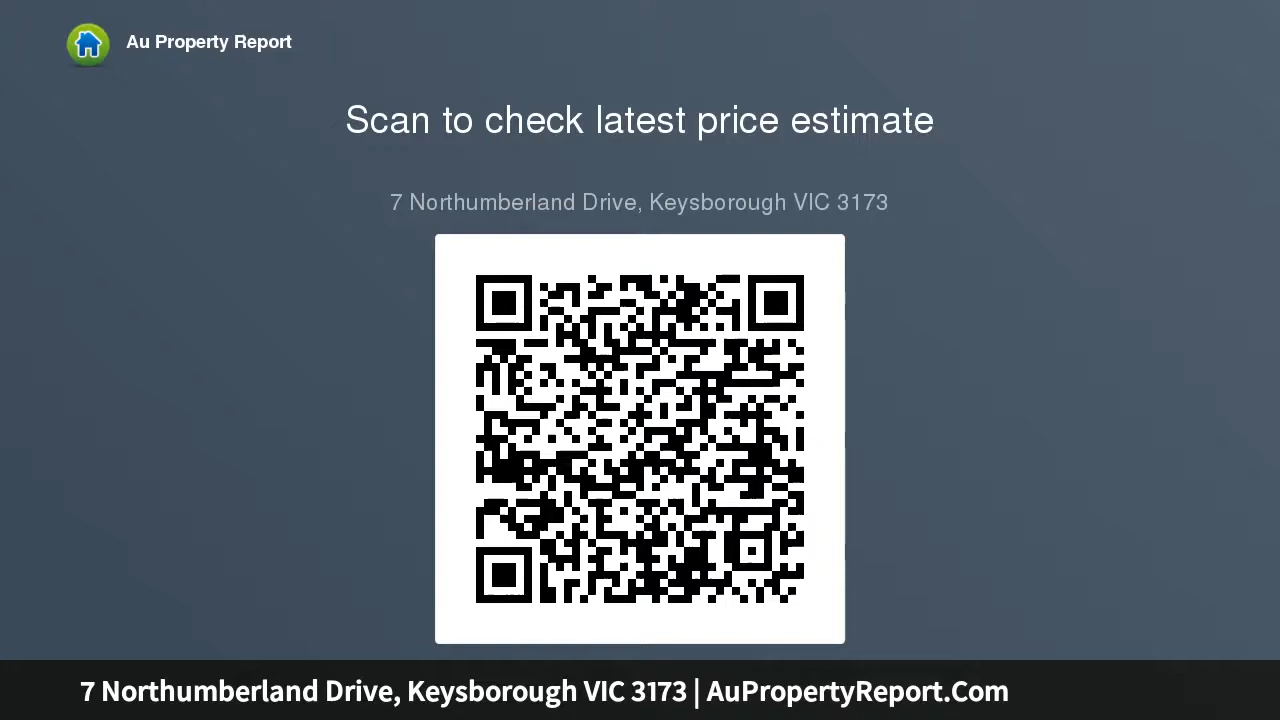 Au Property Report
Scan to check latest price estimate
7 Northumberland Drive, Keysborough VIC 3173
7 Northumberland Drive, Keysborough VIC 3173 | AuPropertyReport.Com